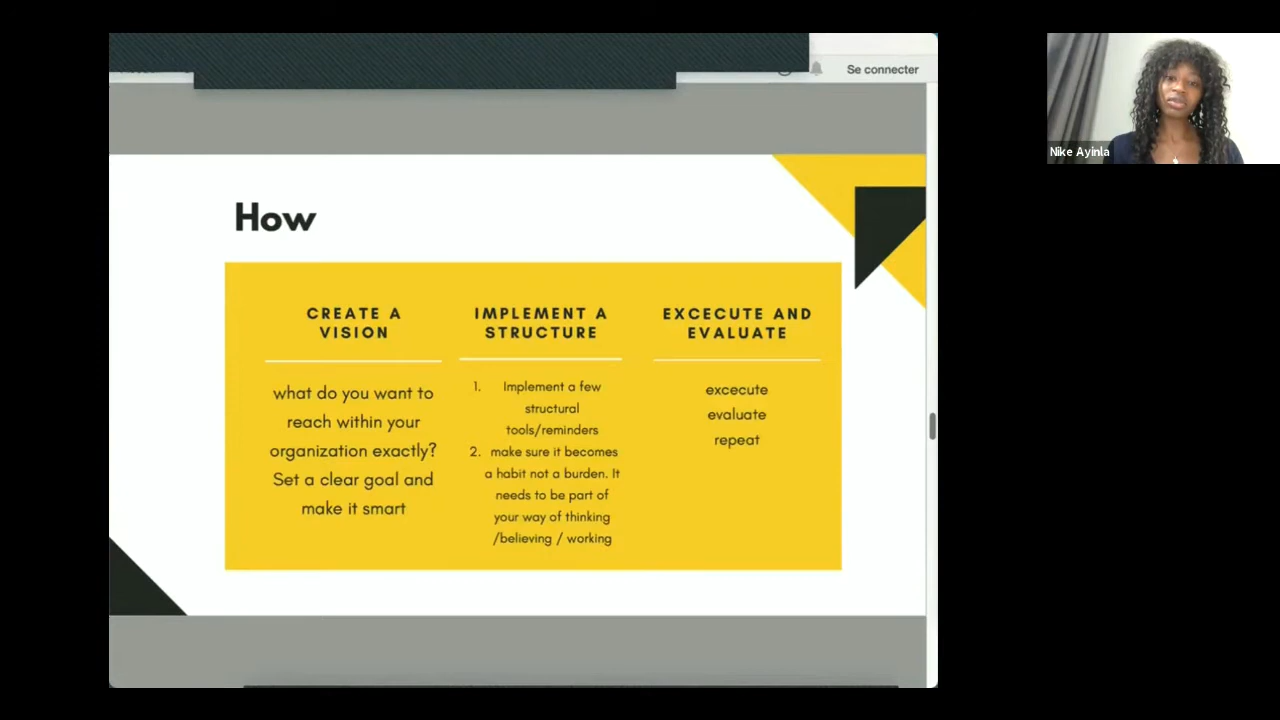 Se connecter
Nike Ayinla
How
CREATE A
VISION
what do you want to
reach within your
organization exactly?
Set a clear goal and
make it smart
IMPLEMENT A
STRUCTURE
1. Implement a few
structural
tools/reminders
2. make sure it becomes
a habit not a burden. It
needs to be part of
your way of thinking
/believing / working
EXCECUTE AND
EVALUATE
excecute
evaluate
repeat